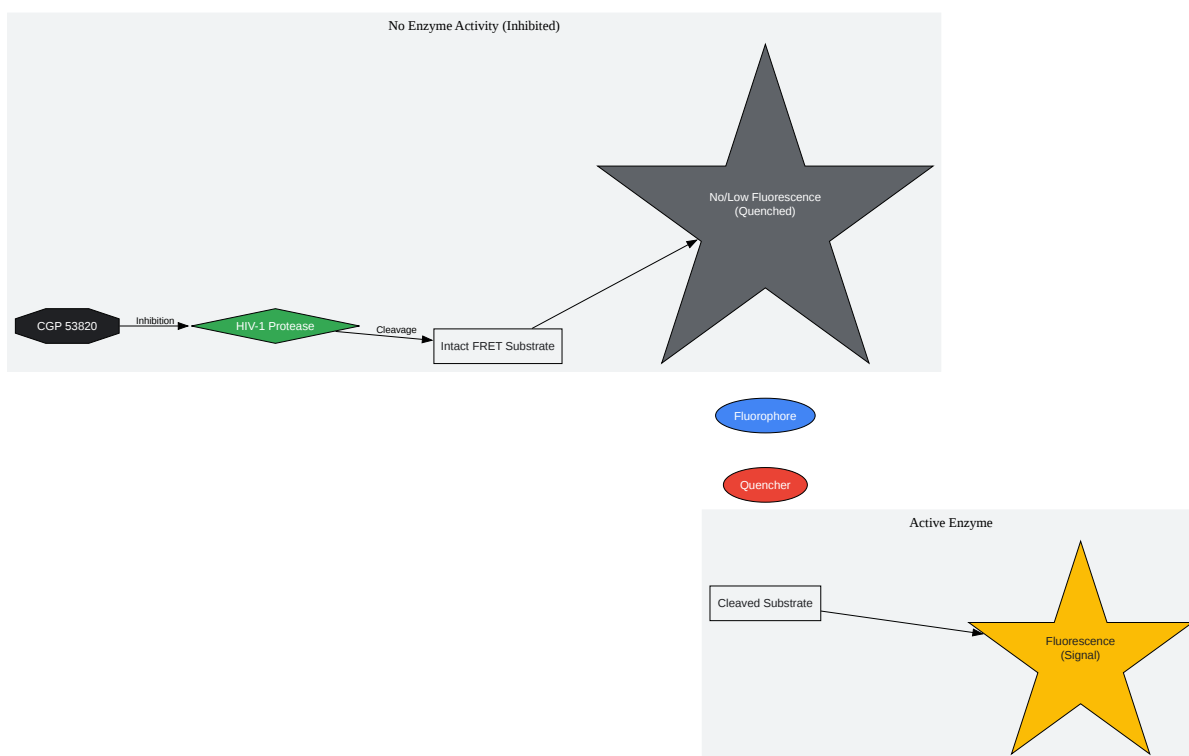 No Enzyme Activity (Inhibited)
No/Low Fluorescence
(Quenched)
CGP 53820
Inhibition
HIV-1 Protease
Cleavage
Intact FRET Substrate
Fluorophore
Quencher
Active Enzyme
Cleaved Substrate
Fluorescence
(Signal)